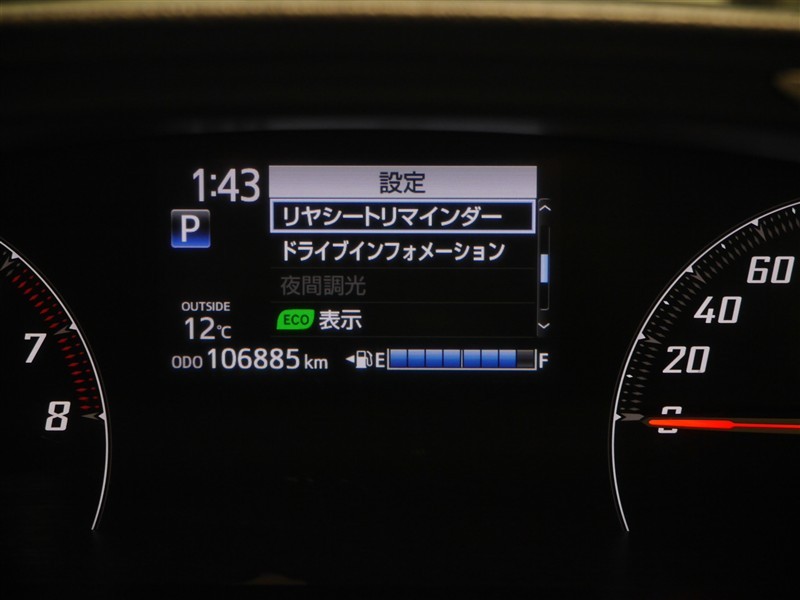 1:43
設定
リヤシートリマインダー
P
ドライブインフォメーション
夜間調光
OUTSIDE
12℃
ECO 表示
ODO 106885 km
E F
7
8
60
40
20
0